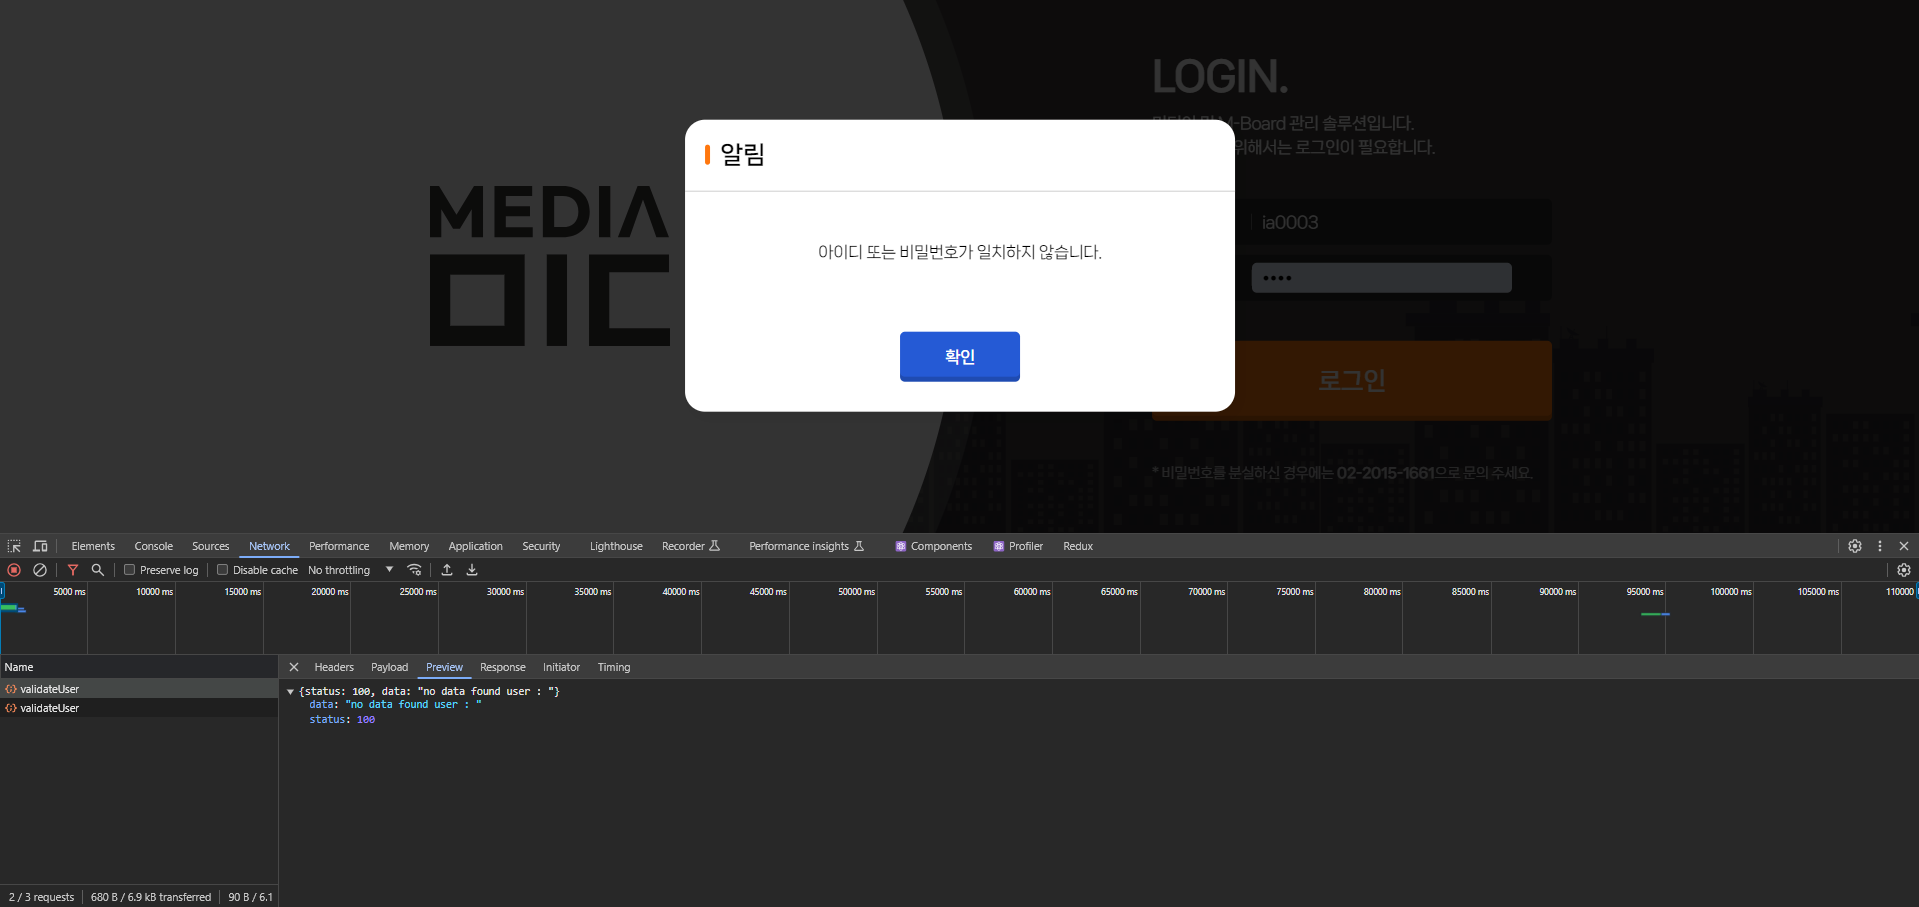 LOGIN.
M-Board 관리 솔루션입니다.
위해서는 로그인이 필요합니다.
MEDIA
미디
알림
아이디 또는 비밀번호가 일치하지 않습니다.
확인
ia0003
••••
로그인
* 비밀번호를 분실하신 경우에는 02-2015-1661으로 문의 주세요.
Elements Console Sources Network Performance Memory Application Security Lighthouse Recorder Performance insights Components Profiler Redux
Preserve log Disable cache No throttling
5000 ms 10000 ms 15000 ms 20000 ms 25000 ms 30000 ms 35000 ms 40000 ms 45000 ms 50000 ms 55000 ms 60000 ms 65000 ms 70000 ms 75000 ms 80000 ms 85000 ms 90000 ms 95000 ms 100000 ms 105000 ms 110000
Name
Headers Payload Preview Response Initiator Timing
validateUser
validateUser
{status: 100, data: "no data found user : "}
data: "no data found user : "
status: 100
2 / 3 requests 680 B / 6.9 kB transferred 90 B / 6.1